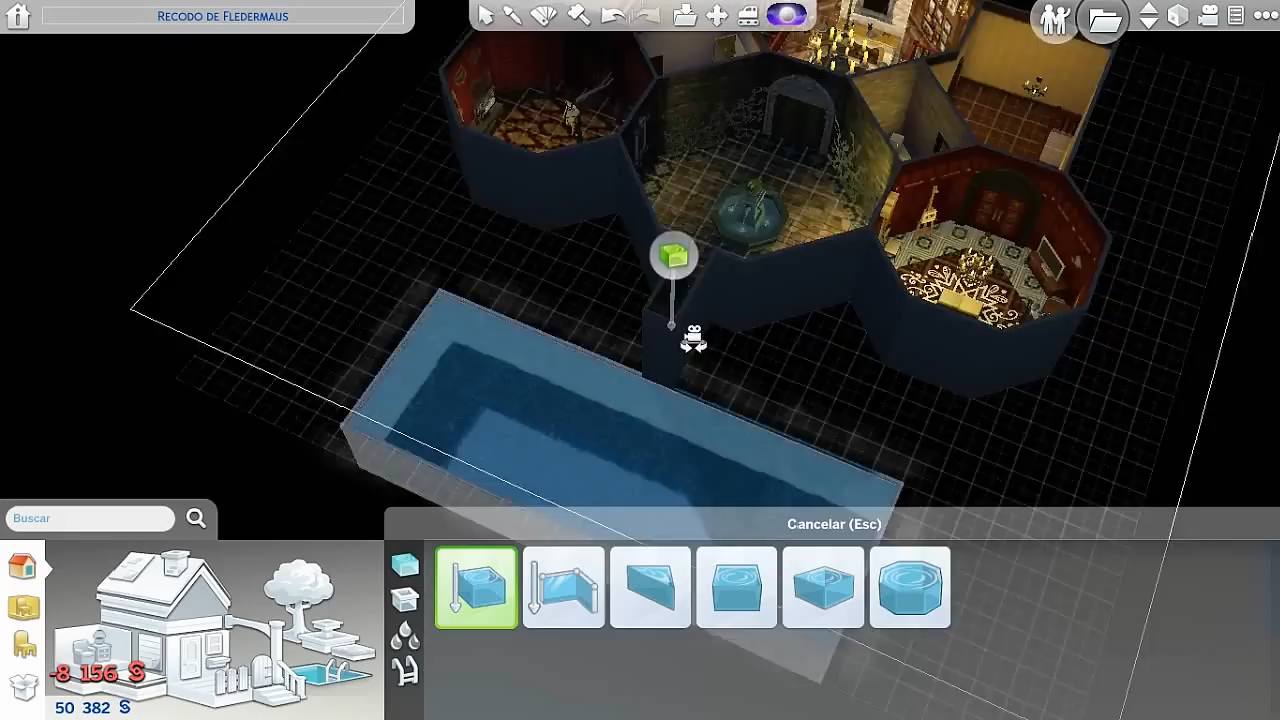 Recodo de Fledermaus
Cancelar (Esc)
Buscar
-8 156 §
50 382 §